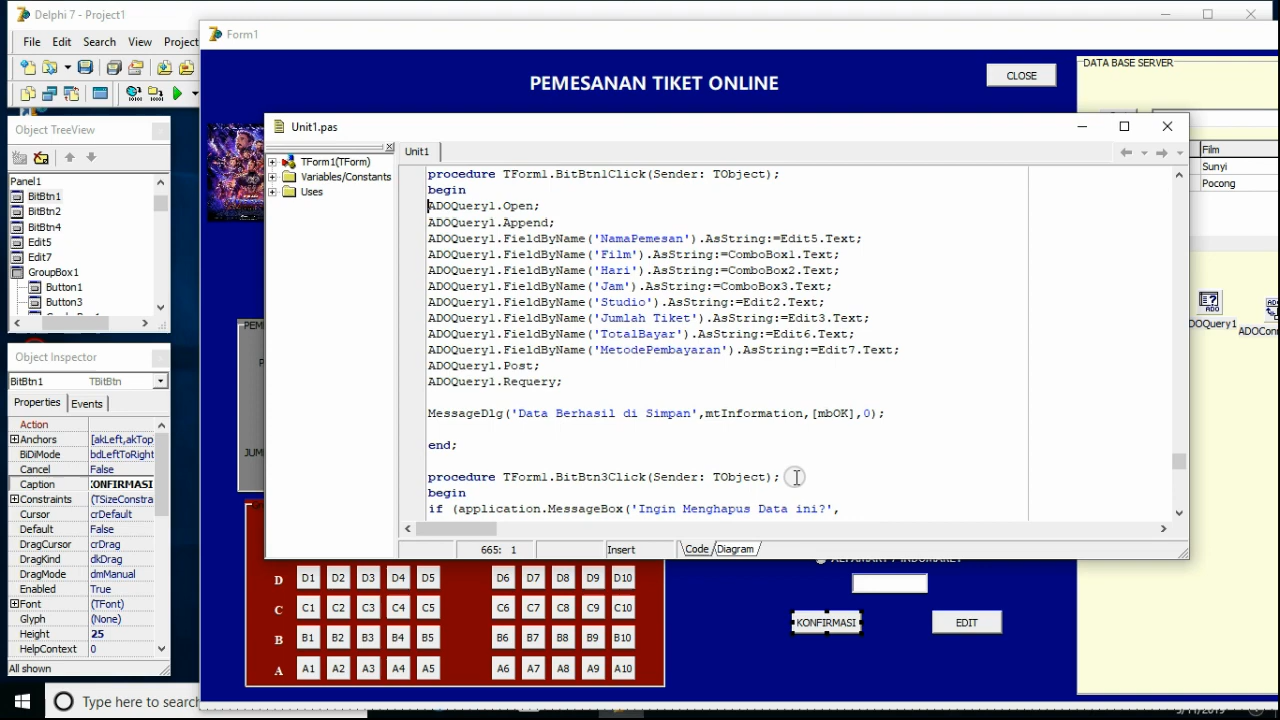 Delphi 7 - Project1
File Edit Search View Project
Form1
PEMESANAN TIKET ONLINE
CLOSE
DATA BASE SERVER
Film
Sunyi
Pocong
Object TreeView
Panel1
BitBtn1
BitBtn2
BitBtn4
Edit5
Edit7
GroupBox1
Button1
Button3
Unit1.pas
TForm1(TForm)
Variables/Constants
Uses
Unit1
procedure TForm1.BitBtn1Click(Sender: TObject);
begin
ADOQuery1.Open;
ADOQuery1.Append;
ADOQuery1.FieldByName('NamaPemesan').AsString:=Edit5.Text;
ADOQuery1.FieldByName('Film').AsString:=ComboBox1.Text;
ADOQuery1.FieldByName('Hari').AsString:=ComboBox2.Text;
ADOQuery1.FieldByName('Jam').AsString:=ComboBox3.Text;
ADOQuery1.FieldByName('Studio').AsString:=Edit2.Text;
ADOQuery1.FieldByName('Jumlah Tiket').AsString:=Edit3.Text;
ADOQuery1.FieldByName('TotalBayar').AsString:=Edit6.Text;
ADOQuery1.FieldByName('MetodePembayaran').AsString:=Edit7.Text;
ADOQuery1.Post;
ADOQuery1.Requery;
MessageDlg('Data Berhasil di Simpan',mtInformation,[mbOK],0);
end;
procedure TForm1.BitBtn3Click(Sender: TObject);
begin
if (application.MessageBox('Ingin Menghapus Data ini?',
665: 1
Insert
Code
Diagram
Object Inspector
BitBtn1 TBitBtn
Properties Events
Action
Anchors [akLeft,akTop
BiDiMode bdLeftToRight
Cancel False
Caption KONFIRMASI
Constraints (TSizeConstra
Cursor crDefault
Default False
DragCursor crDrag
DragKind dkDrag
DragMode dmManual
Enabled True
Font (TFont)
Glyph (None)
Height 25
HelpContext 0
All shown
D D1 D2 D3 D4 D5 D6 D7 D8 D9 D10
C C1 C2 C3 C4 C5 C6 C7 C8 C9 C10
B B1 B2 B3 B4 B5 B6 B7 B8 B9 B10
A A1 A2 A3 A4 A5 A6 A7 A8 A9 A10
KONFIRMASI
EDIT
Type here to search